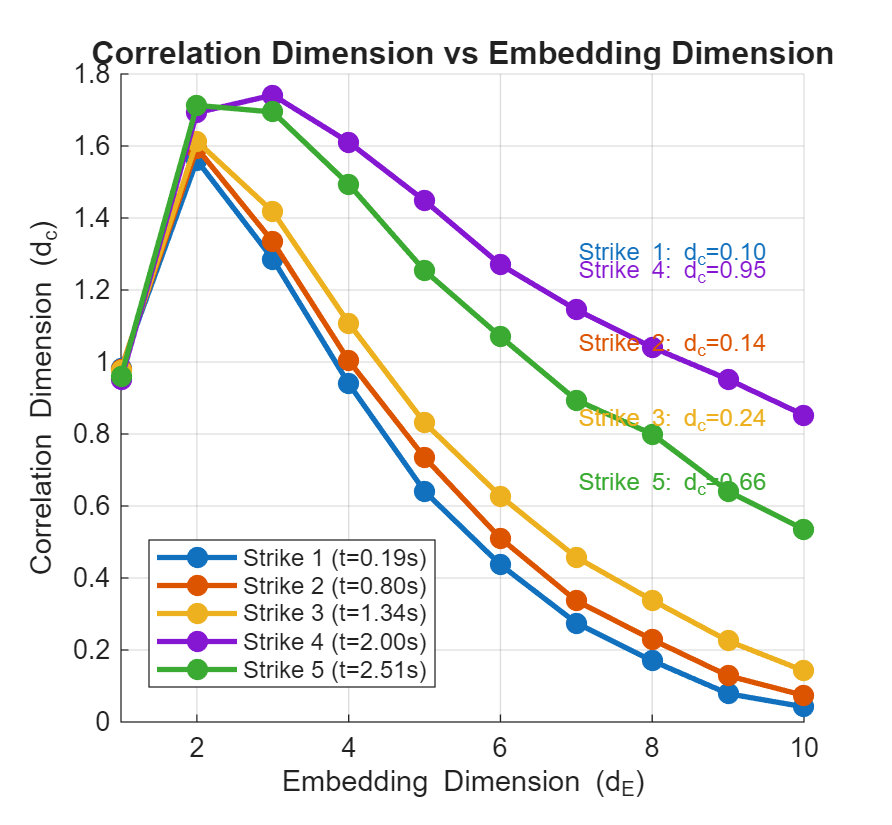 Correlation Dimension vs Embedding Dimension
1.8
1.6
1.4
1.2
1
0.8
0.6
0.4
0.2
0
Correlation Dimension (dc)
Strike 1: dc=0.10
Strike 4: dc=0.95
Strike 2: dc=0.14
Strike 3: dc=0.24
Strike 5: dc=0.66
Strike 1 (t=0.19s)
Strike 2 (t=0.80s)
Strike 3 (t=1.34s)
Strike 4 (t=2.00s)
Strike 5 (t=2.51s)
2 4 6 8 10
Embedding Dimension (dE)